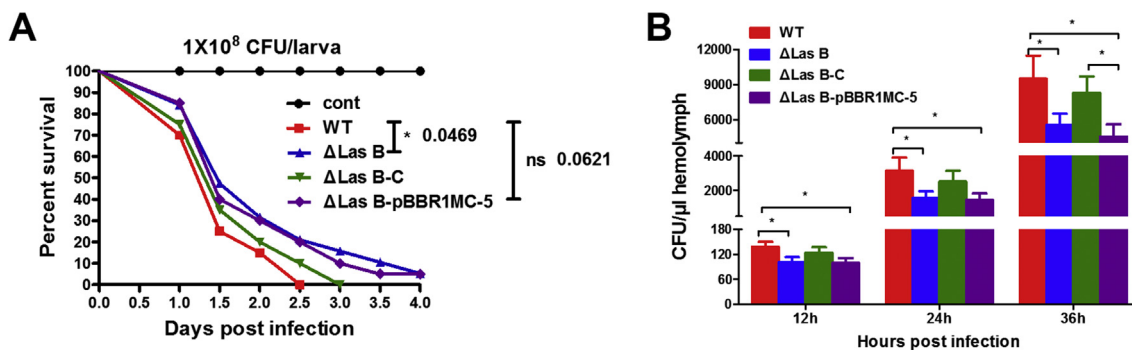 A
1X10⁸ CFU/larva
Percent survival
100
90
80
70
60
50
40
30
20
10
0
0.0 0.5 1.0 1.5 2.0 2.5 3.0 3.5 4.0
Days post infection
cont
WT
ΔLas B
ΔLas B-C
ΔLas B-pBBR1MC-5
* 0.0469
ns 0.0621
B
WT
ΔLas B
ΔLas B-C
ΔLas B-pBBR1MC-5
CFU/µl hemolymph
12000
9000
6000
4000
2000
180
120
60
0
* * * * * * *
12h 24h 36h
Hours post infection